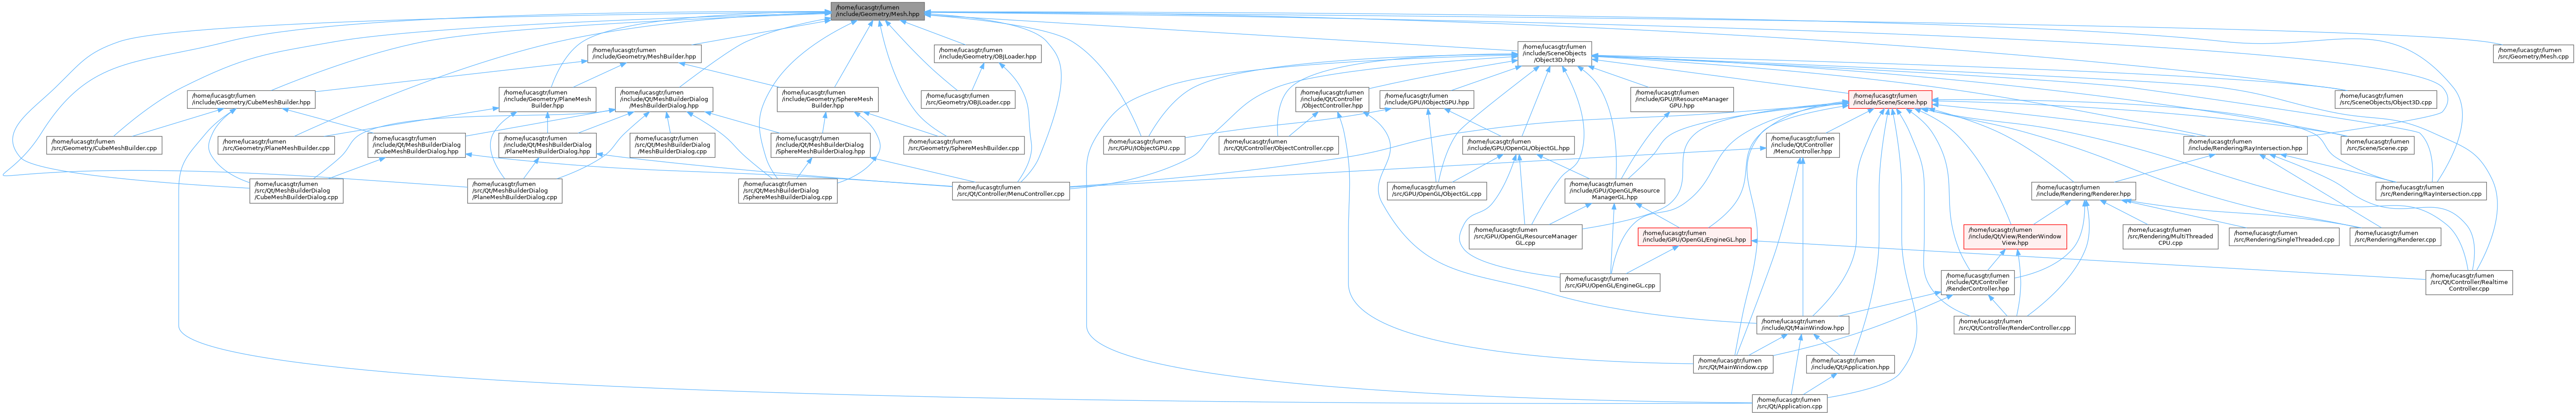 /home/lucasgtr/lumen
/include/Geometry/Mesh.hpp
/home/lucasgtr/lumen
/include/Geometry/MeshBuilder.hpp
/home/lucasgtr/lumen
/include/Geometry/OBJLoader.hpp
/home/lucasgtr/lumen
/include/SceneObjects
/Object3D.hpp
/home/lucasgtr/lumen
/src/Geometry/Mesh.cpp
/home/lucasgtr/lumen
/include/Geometry/CubeMeshBuilder.hpp
/home/lucasgtr/lumen
/include/Geometry/PlaneMesh
Builder.hpp
/home/lucasgtr/lumen
/include/Qt/MeshBuilderDialog
/MeshBuilderDialog.hpp
/home/lucasgtr/lumen
/include/Geometry/SphereMesh
Builder.hpp
/home/lucasgtr/lumen
/src/Geometry/OBJLoader.cpp
/home/lucasgtr/lumen
/include/Qt/Controller
/ObjectController.hpp
/home/lucasgtr/lumen
/include/GPU/IObjectGPU.hpp
/home/lucasgtr/lumen
/include/GPU/IResourceManager
GPU.hpp
/home/lucasgtr/lumen
/include/Scene/Scene.hpp
/home/lucasgtr/lumen
/src/SceneObjects/Object3D.cpp
/home/lucasgtr/lumen
/src/Geometry/CubeMeshBuilder.cpp
/home/lucasgtr/lumen
/src/Geometry/PlaneMeshBuilder.cpp
/home/lucasgtr/lumen
/include/Qt/MeshBuilderDialog
/CubeMeshBuilderDialog.hpp
/home/lucasgtr/lumen
/include/Qt/MeshBuilderDialog
/PlaneMeshBuilderDialog.hpp
/home/lucasgtr/lumen
/src/Qt/MeshBuilderDialog
/MeshBuilderDialog.cpp
/home/lucasgtr/lumen
/include/Qt/MeshBuilderDialog
/SphereMeshBuilderDialog.hpp
/home/lucasgtr/lumen
/src/Geometry/SphereMeshBuilder.cpp
/home/lucasgtr/lumen
/src/GPU/IObjectGPU.cpp
/home/lucasgtr/lumen
/src/Qt/Controller/ObjectController.cpp
/home/lucasgtr/lumen
/include/GPU/OpenGL/ObjectGL.hpp
/home/lucasgtr/lumen
/include/Qt/Controller
/MenuController.hpp
/home/lucasgtr/lumen
/include/Rendering/RayIntersection.hpp
/home/lucasgtr/lumen
/src/Scene/Scene.cpp
/home/lucasgtr/lumen
/src/Qt/MeshBuilderDialog
/CubeMeshBuilderDialog.cpp
/home/lucasgtr/lumen
/src/Qt/MeshBuilderDialog
/PlaneMeshBuilderDialog.cpp
/home/lucasgtr/lumen
/src/Qt/MeshBuilderDialog
/SphereMeshBuilderDialog.cpp
/home/lucasgtr/lumen
/src/Qt/Controller/MenuController.cpp
/home/lucasgtr/lumen
/src/GPU/OpenGL/ObjectGL.cpp
/home/lucasgtr/lumen
/include/GPU/OpenGL/Resource
ManagerGL.hpp
/home/lucasgtr/lumen
/include/Rendering/Renderer.hpp
/home/lucasgtr/lumen
/src/Rendering/RayIntersection.cpp
/home/lucasgtr/lumen
/src/GPU/OpenGL/ResourceManager
GL.cpp
/home/lucasgtr/lumen
/include/GPU/OpenGL/EngineGL.hpp
/home/lucasgtr/lumen
/include/Qt/View/RenderWindow
View.hpp
/home/lucasgtr/lumen
/src/Rendering/MultiThreaded
CPU.cpp
/home/lucasgtr/lumen
/src/Rendering/SingleThreaded.cpp
/home/lucasgtr/lumen
/src/Rendering/Renderer.cpp
/home/lucasgtr/lumen
/src/GPU/OpenGL/EngineGL.cpp
/home/lucasgtr/lumen
/include/Qt/Controller
/RenderController.hpp
/home/lucasgtr/lumen
/src/Qt/Controller/Realtime
Controller.cpp
/home/lucasgtr/lumen
/include/Qt/MainWindow.hpp
/home/lucasgtr/lumen
/src/Qt/Controller/RenderController.cpp
/home/lucasgtr/lumen
/src/Qt/MainWindow.cpp
/home/lucasgtr/lumen
/include/Qt/Application.hpp
/home/lucasgtr/lumen
/src/Qt/Application.cpp